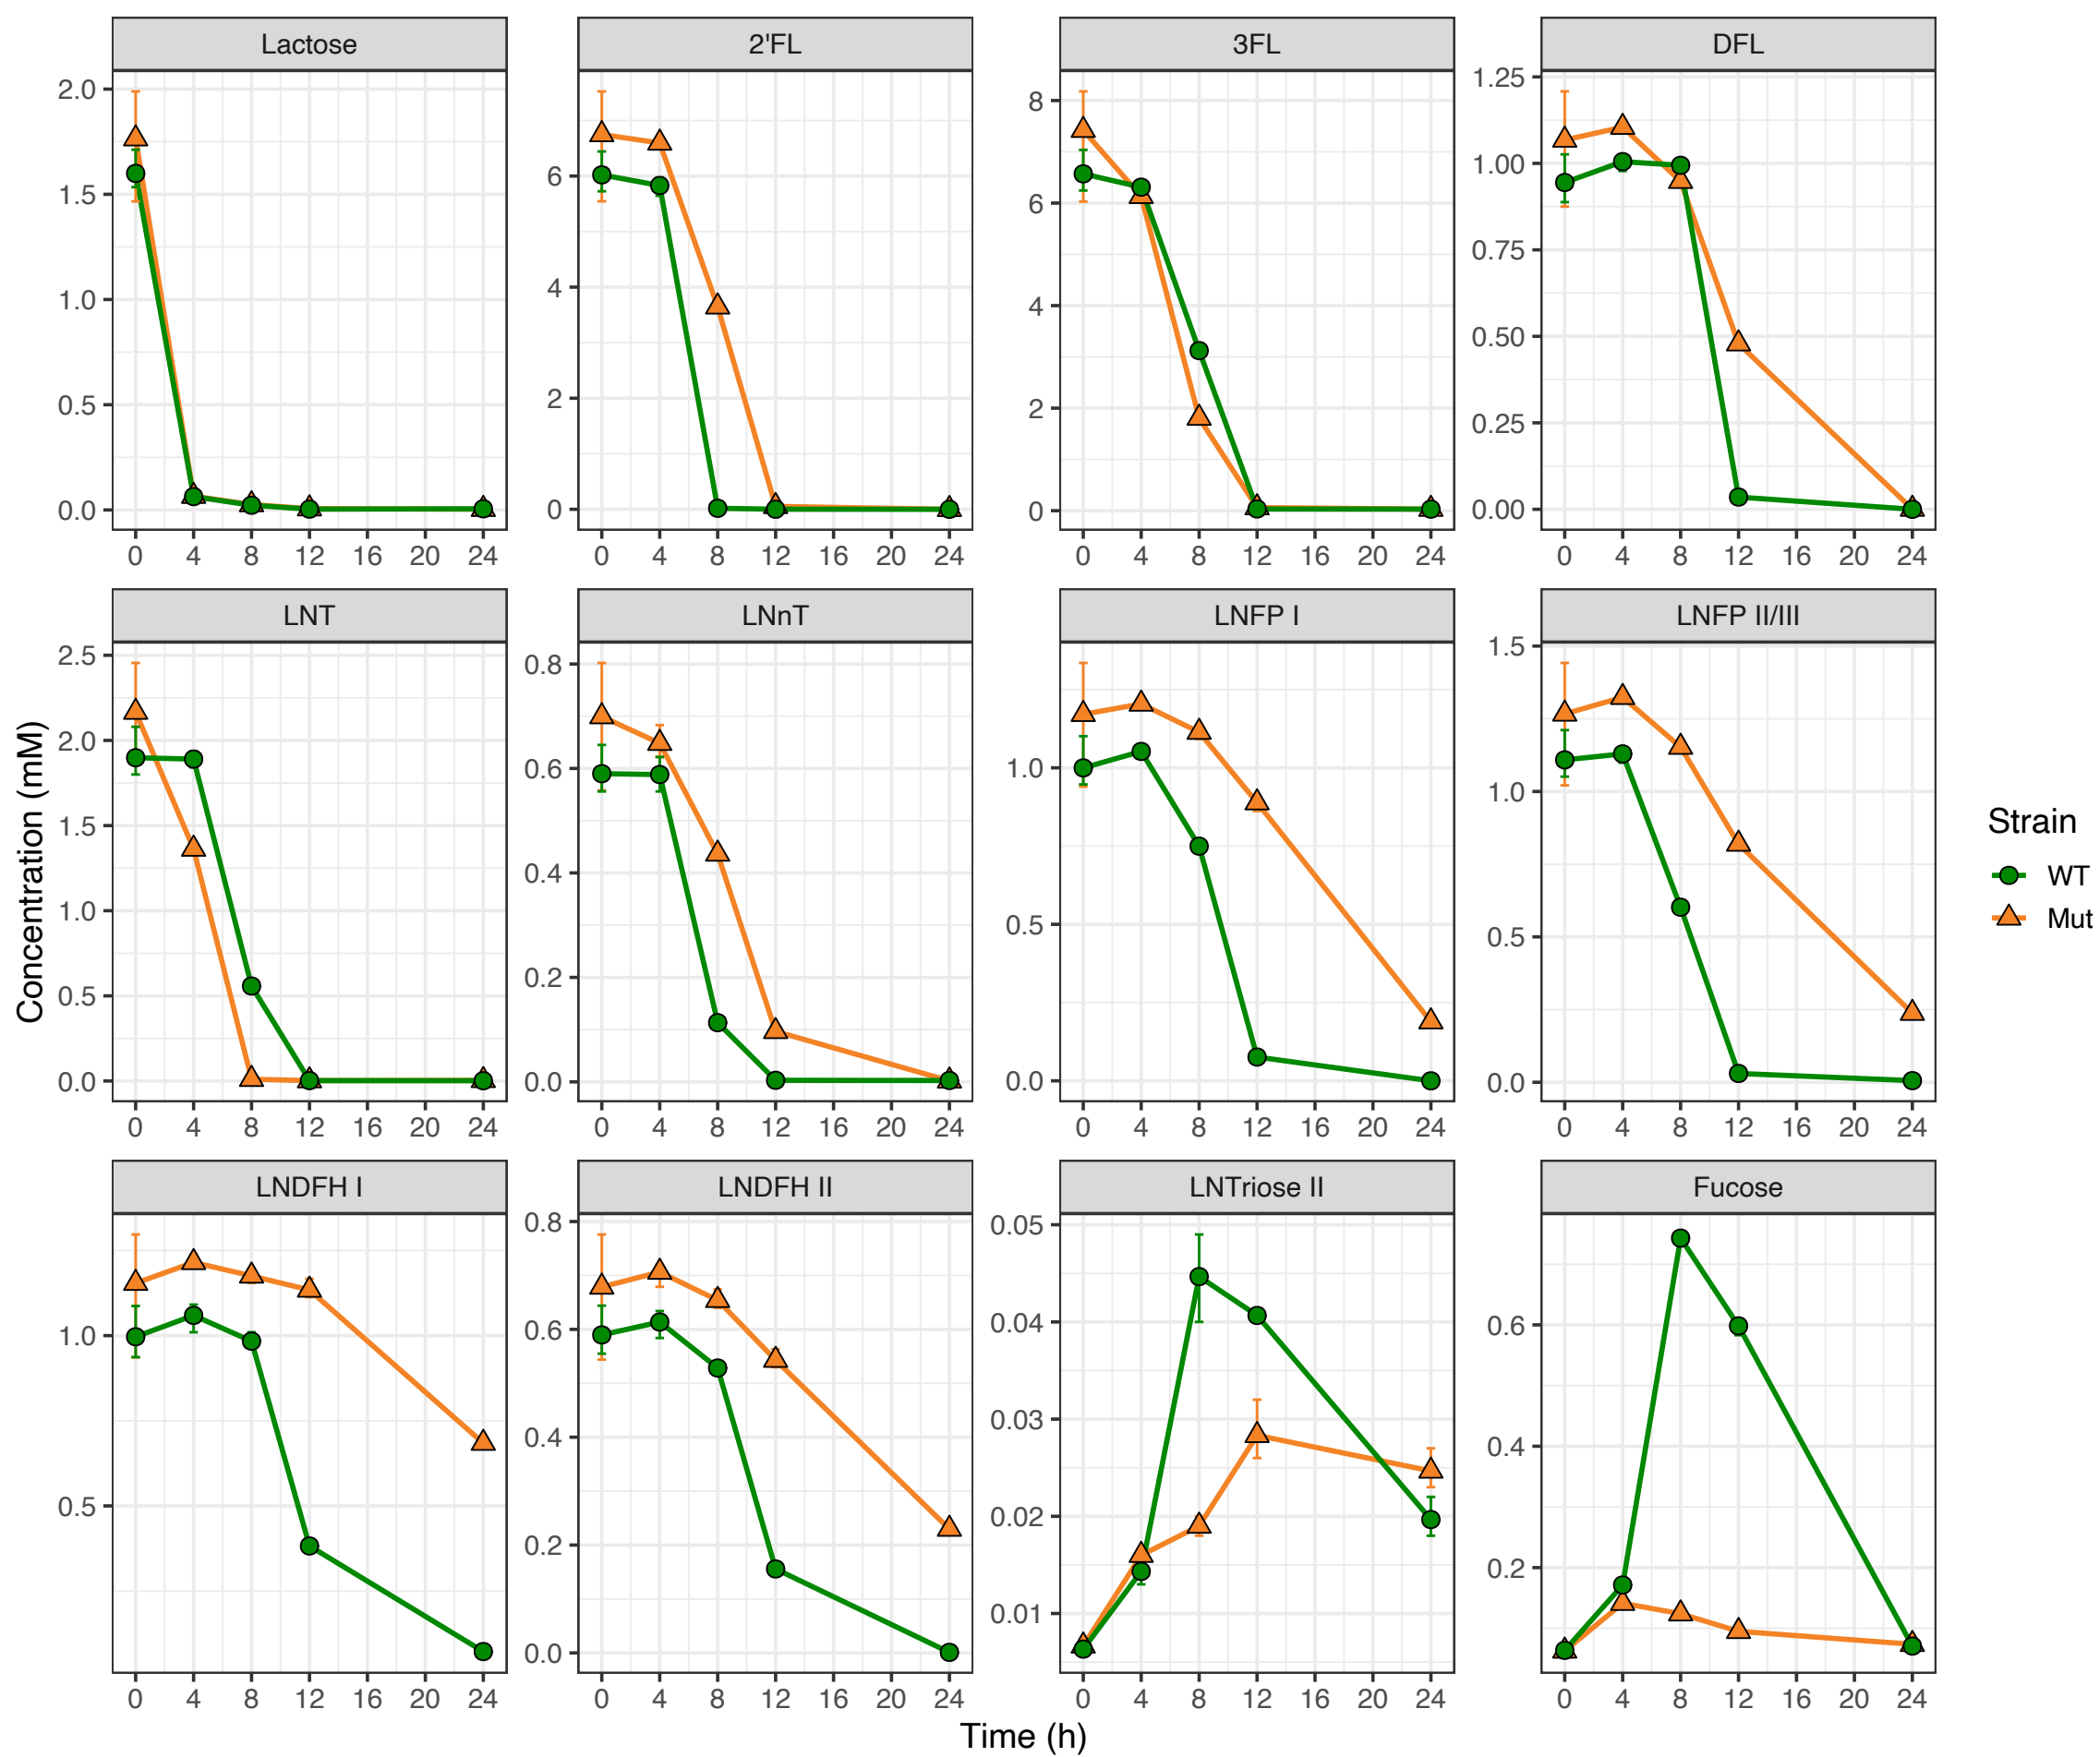 Lactose 2'FL 3FL DFL
2.0
1.5
1.0
0.5
0.0
6
4
2
0
8
6
4
2
0
1.25
1.00
0.75
0.50
0.25
0.00
0 4 8 12 16 20 24
0 4 8 12 16 20 24
0 4 8 12 16 20 24
0 4 8 12 16 20 24
LNT LNnT LNFP I LNFP II/III
2.5
2.0
1.5
1.0
0.5
0.0
0.8
0.6
0.4
0.2
0.0
1.0
0.5
0.0
1.5
1.0
0.5
0.0
0 4 8 12 16 20 24
0 4 8 12 16 20 24
0 4 8 12 16 20 24
0 4 8 12 16 20 24
LNDFH I LNDFH II LNTriose II Fucose
1.0
0.5
0.8
0.6
0.4
0.2
0.0
0.05
0.04
0.03
0.02
0.01
0.6
0.4
0.2
0 4 8 12 16 20 24
0 4 8 12 16 20 24
0 4 8 12 16 20 24
0 4 8 12 16 20 24
Time (h)
Concentration (mM)
Strain
WT
Mut